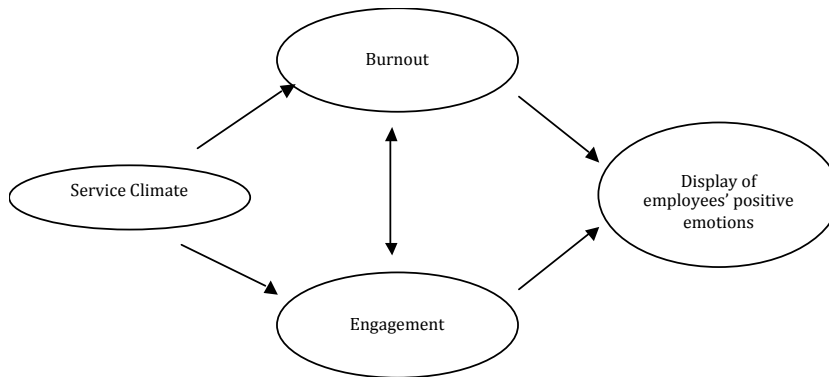 Burnout
Service Climate
Display of
employees’ positive
emotions
Engagement